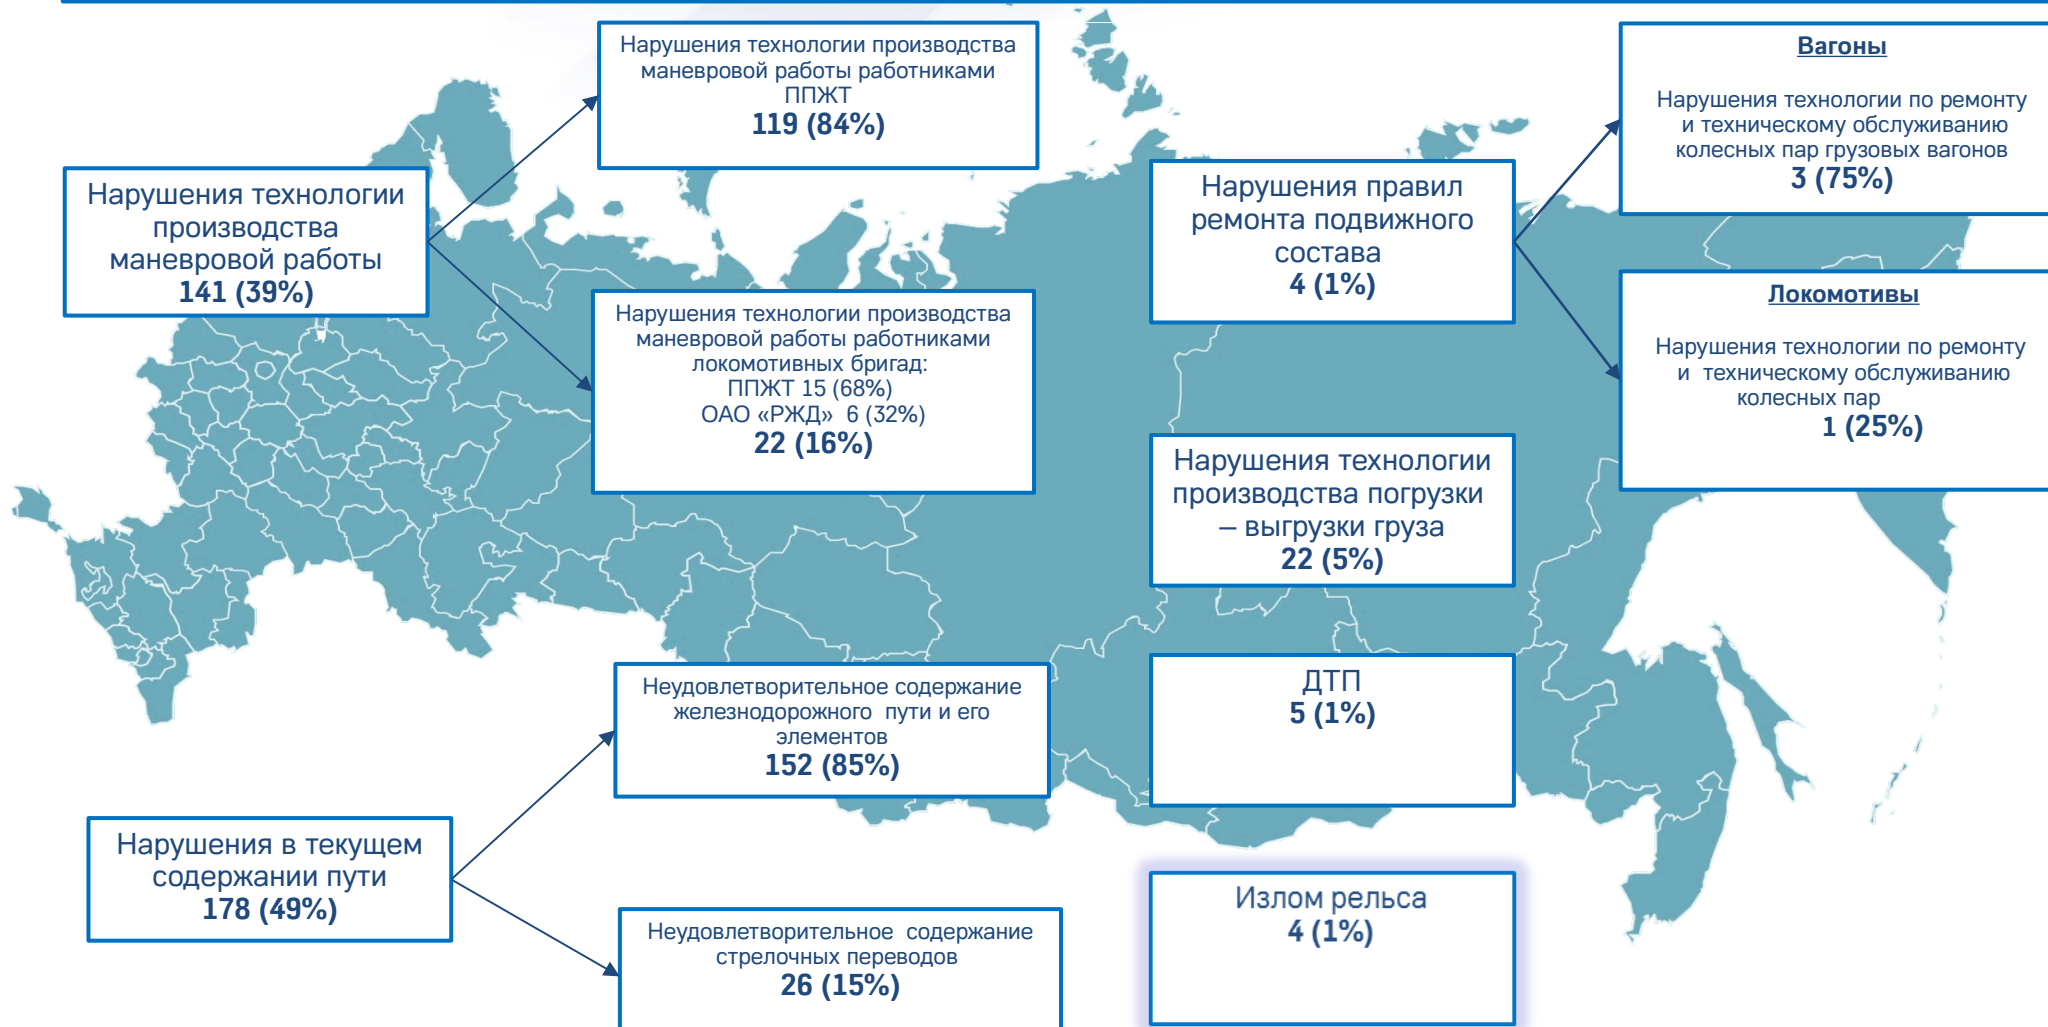 Нарушения технологии производства
маневровой работы работниками
ППЖТ
119 (84%)
Нарушения технологии
производства
маневровой работы
141 (39%)
Нарушения технологии производства
маневровой работы работниками
локомотивных бригад:
ППЖТ 15 (68%)
ОАО «РЖД» 6 (32%)
22 (16%)
Неудовлетворительное содержание
железнодорожного пути и его
элементов
152 (85%)
Нарушения в текущем
содержании пути
178 (49%)
Неудовлетворительное содержание
стрелочных переводов
26 (15%)
Вагоны
Нарушения технологии по ремонту
и техническому обслуживанию
колесных пар грузовых вагонов
3 (75%)
Нарушения правил
ремонта подвижного
состава
4 (1%)
Локомотивы
Нарушения технологии по ремонту
и техническому обслуживанию
колесных пар
1 (25%)
Нарушения технологии
производства погрузки
– выгрузки груза
22 (5%)
ДТП
5 (1%)
Излом рельса
4 (1%)